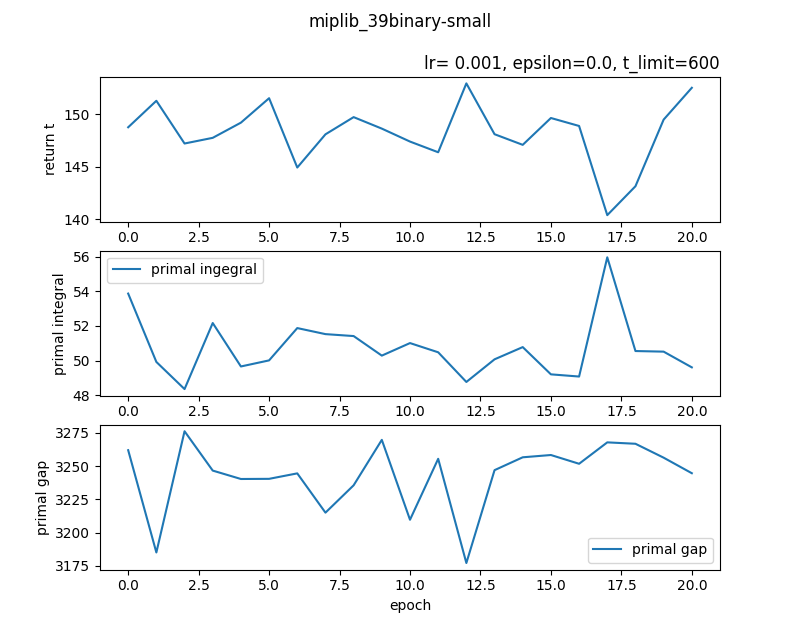 miplib_39binary-small
lr= 0.001, epsilon=0.0, t_limit=600
return t
150
145
140
0.0 2.5 5.0 7.5 10.0 12.5 15.0 17.5 20.0
primal integral
primal ingegral
56
54
52
50
48
0.0 2.5 5.0 7.5 10.0 12.5 15.0 17.5 20.0
primal gap
3275
3250
3225
3200
3175
primal gap
0.0 2.5 5.0 7.5 10.0 12.5 15.0 17.5 20.0
epoch